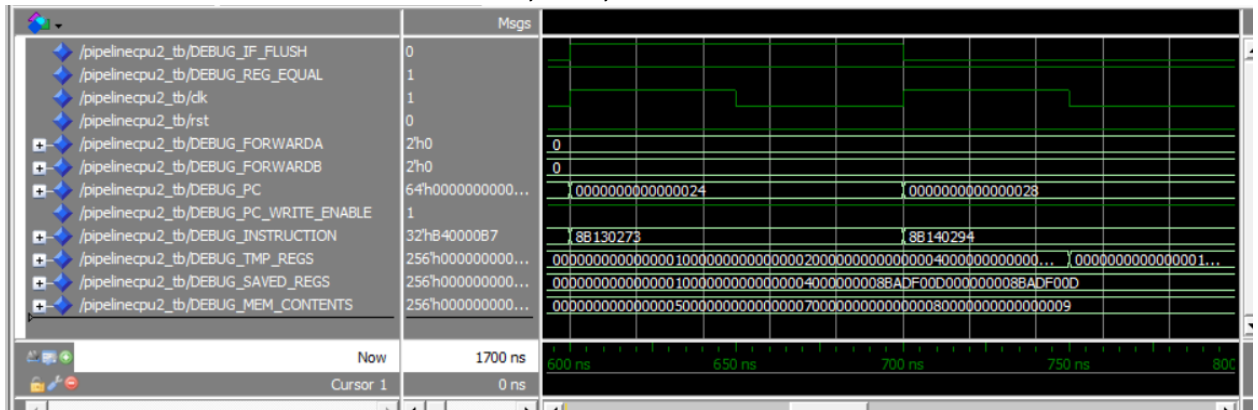 Msgs
/pipelinecpu2_tb/DEBUG_IF_FLUSH 0
/pipelinecpu2_tb/DEBUG_REG_EQUAL 1
/pipelinecpu2_tb/clk 1
/pipelinecpu2_tb/rst 0
/pipelinecpu2_tb/DEBUG_FORWARDA 2'h0 0
/pipelinecpu2_tb/DEBUG_FORWARDB 2'h0 0
/pipelinecpu2_tb/DEBUG_PC 64'h0000000000... 0000000000000024 0000000000000028
/pipelinecpu2_tb/DEBUG_PC_WRITE_ENABLE 1
/pipelinecpu2_tb/DEBUG_INSTRUCTION 32'hB40000B7 8B130273 8B140294
/pipelinecpu2_tb/DEBUG_TMP_REGS 256'h000000000... 000000000000000100000000000000020000000000000004000000000000... 0000000000000001...
/pipelinecpu2_tb/DEBUG_SAVED_REGS 256'h000000000... 00000000000000010000000000000004000000008BADF00D000000008BADF00D
/pipelinecpu2_tb/DEBUG_MEM_CONTENTS 256'h000000000... 0000000000000005000000000000000700000000000000080000000000000009
Now 1700 ns 600 ns 650 ns 700 ns 750 ns 800
Cursor 1 0 ns